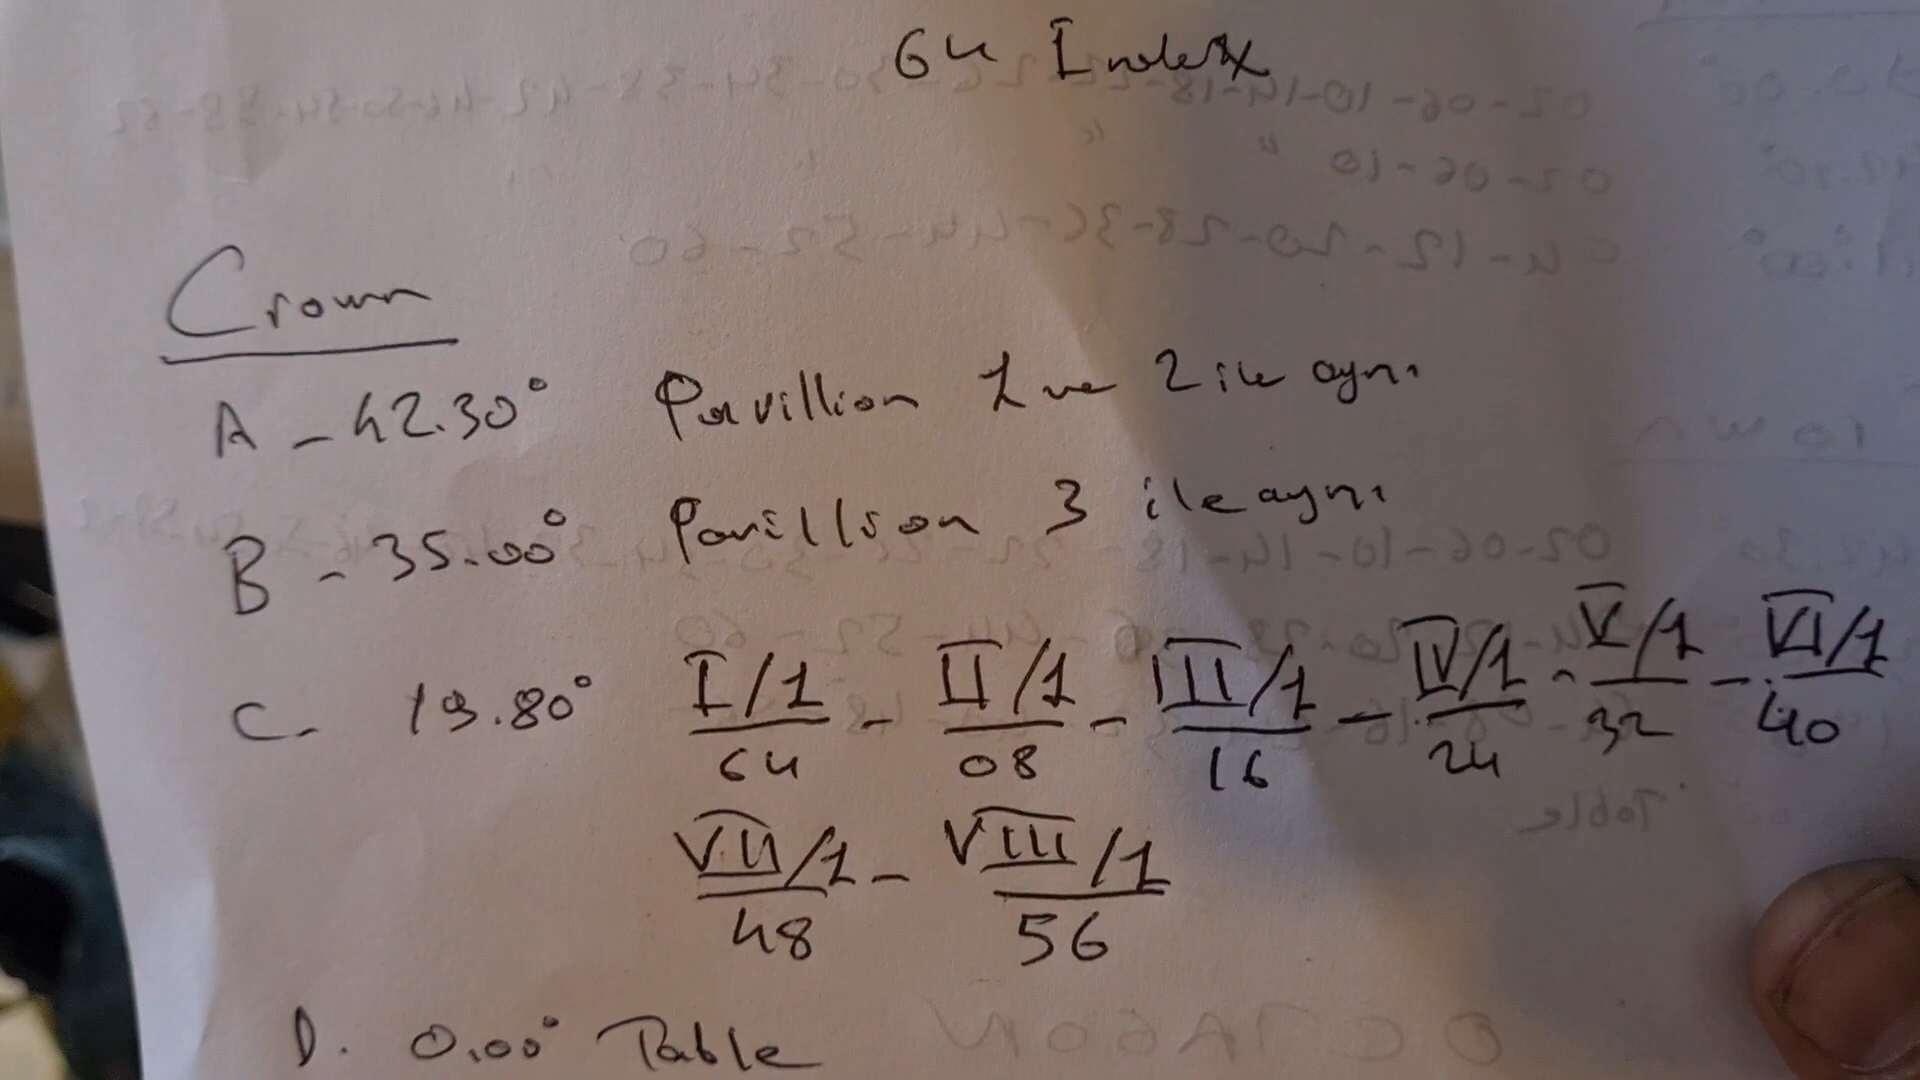 64 Index
Crown
A - 42.30° Pavillion 1 ve 2 ile aynı
B - 35.00° Pavillion 3 ile aynı
C. 19.80° I/1 - II/1 - III/1 - IV/1 - V/1 - VI/1
64 08 16 24 32 40
VII/1 - VIII/1
48 56
D. 0.00° Table